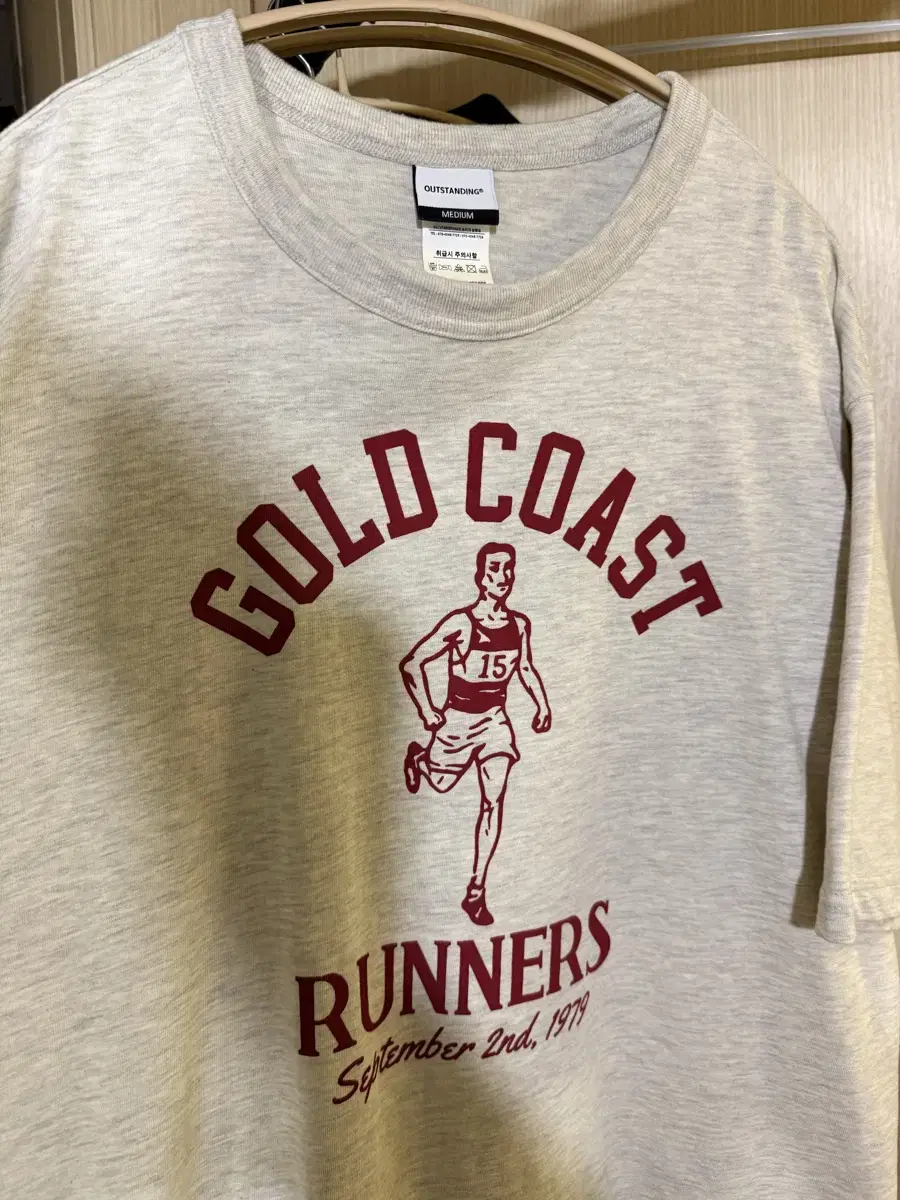 OUTSTANDING®
MEDIUM
취급시 주의사항
GOLD COAST
15
RUNNERS
September 2nd, 1979